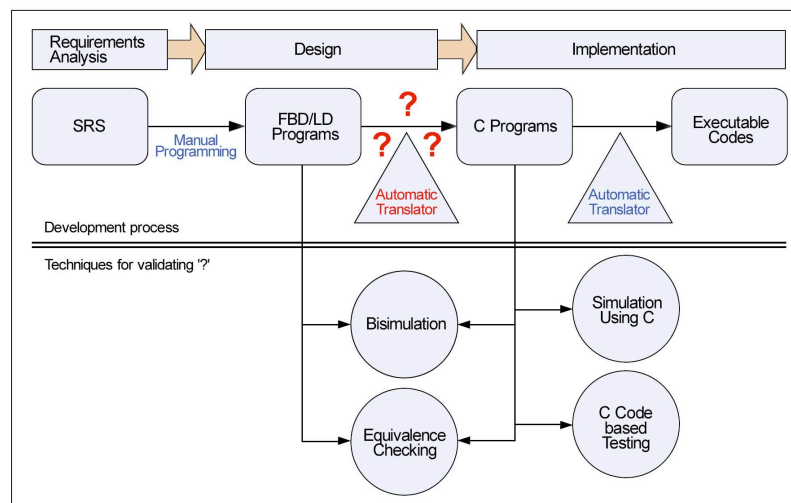 Requirements
Analysis
Design
Implementation
SRS
Manual
Programming
FBD/LD
Programs
?
?
?
Automatic
Translator
C Programs
Automatic
Translator
Executable
Codes
Development process
Techniques for validating '?'
Bisimulation
Simulation
Using C
Equivalence
Checking
C Code
based
Testing